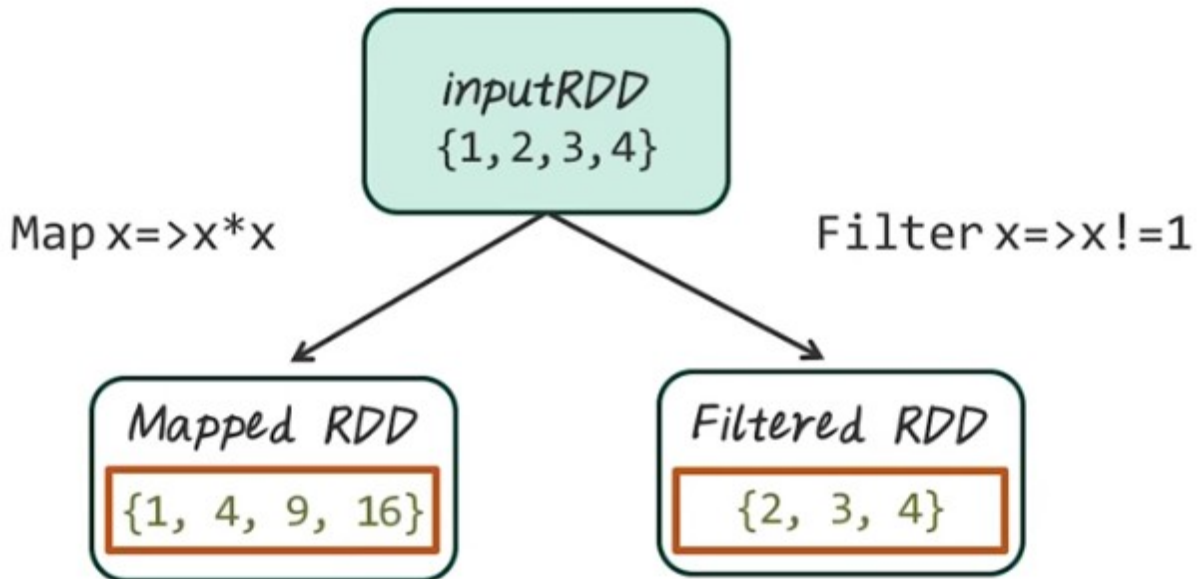 inputRDD
{1,2,3,4}
Map x=>x*x
Filter x=>x!=1
Mapped RDD
{1, 4, 9, 16}
Filtered RDD
{2, 3, 4}